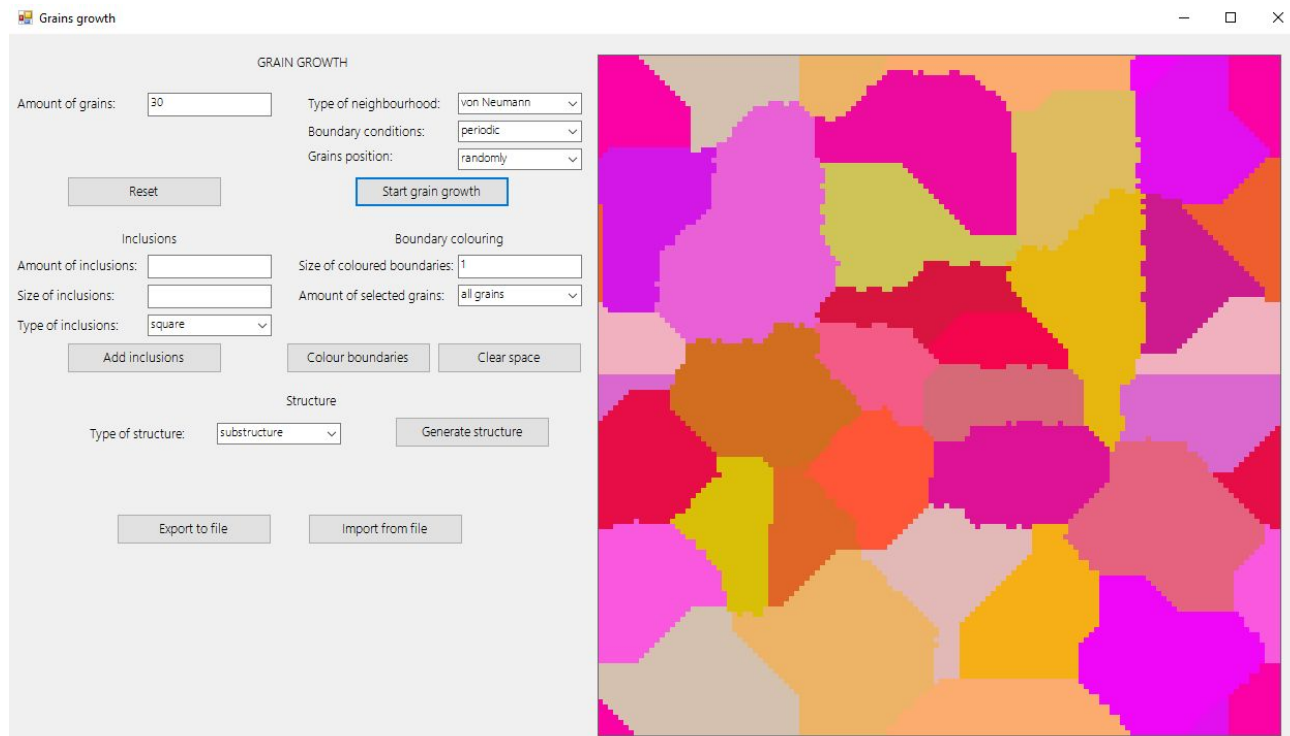 Grains growth
GRAIN GROWTH
Amount of grains: 30 Type of neighbourhood: von Neumann
Boundary conditions: periodic
Grains position: randomly
Reset Start grain growth
Inclusions Boundary colouring
Amount of inclusions: Size of coloured boundaries: 1
Size of inclusions: Amount of selected grains: all grains
Type of inclusions: square
Add inclusions Colour boundaries Clear space
Structure
Type of structure: substructure Generate structure
Export to file Import from file